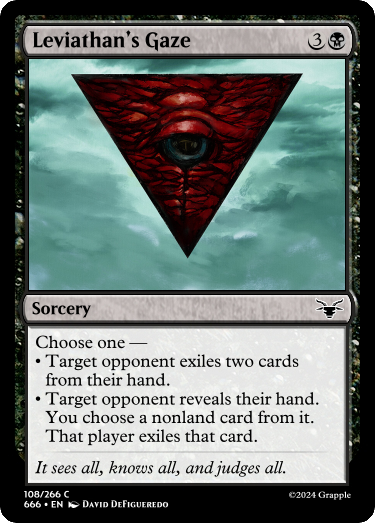 Leviathan's Gaze 3
Sorcery
Choose one —
• Target opponent exiles two cards
from their hand.
• Target opponent reveals their hand.
You choose a nonland card from it.
That player exiles that card.
It sees all, knows all, and judges all.
108/266 C
666 • EN DAVID DEFIGUEREDO
©2024 Grapple